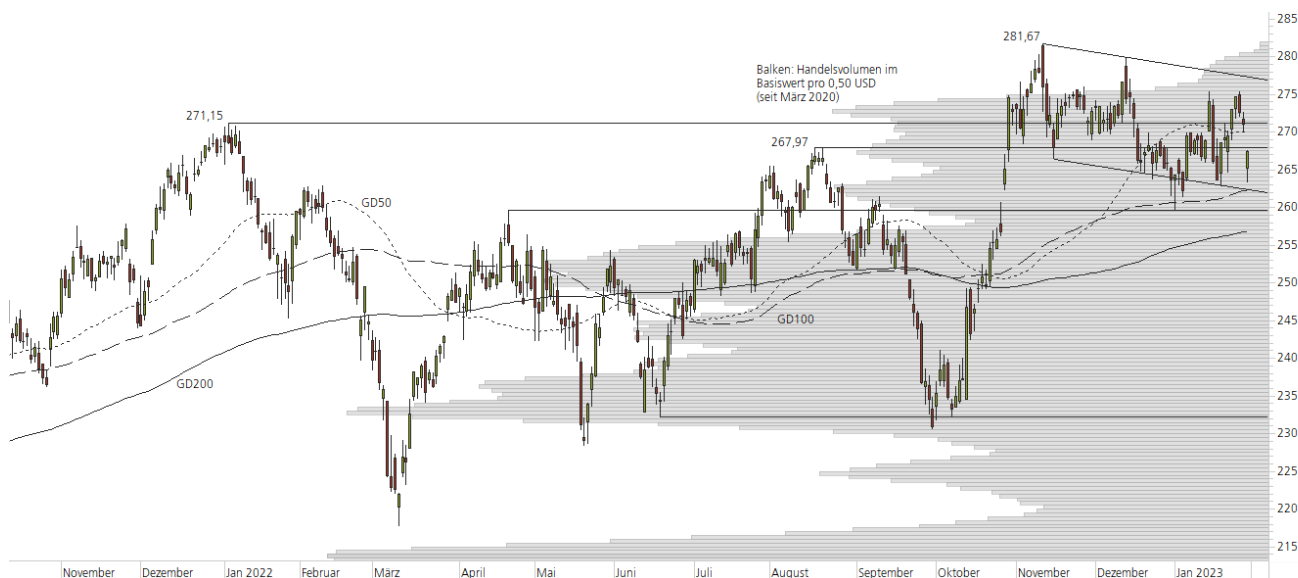 285
281,67
280
Balken: Handelsvolumen im
Basiswert pro 0,50 USD
(seit März 2020)
275
271,15
270
267,97
265
260
GD50
255
250
245
GD100
240
GD200
235
230
225
220
215
November Dezember Jan 2022 Februar März April Mai Juni Juli August September Oktober November Dezember Jan 2023